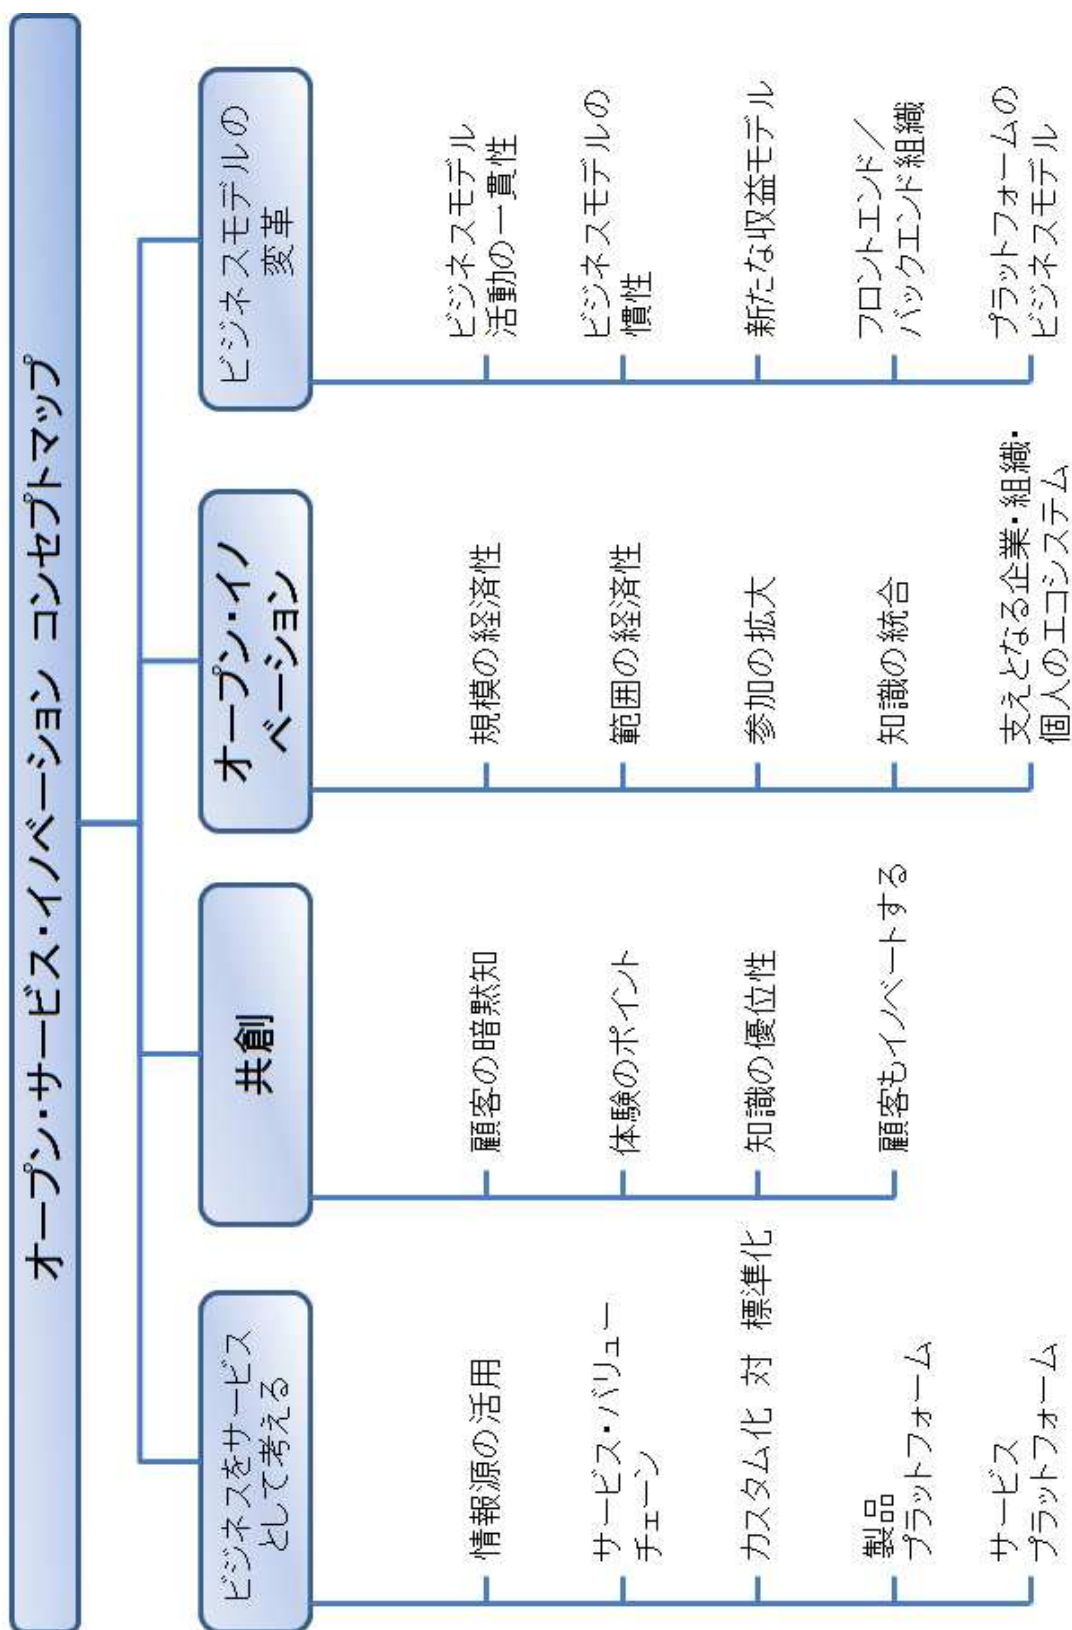 オープン・サービス・イノベーション コンセプトマップ
ビジネスをサービス
として考える
情報源の活用
サービス・バリュー
チェーン
カスタム化 対 標準化
製品
プラットフォーム
サービス
プラットフォーム
共創
顧客の暗黙知
体験のポイント
知識の優位性
顧客もイノベートする
オープン・イノ
ベーション
規模の経済性
範囲の経済性
参加の拡大
知識の統合
支えとなる企業・組織・
個人のエコシステム
ビジネスモデルの
変革
ビジネスモデル
活動の一貫性
ビジネスモデルの
慣性
新たな収益モデル
フロントエンド/
バックエンド組織
プラットフォームの
ビジネスモデル